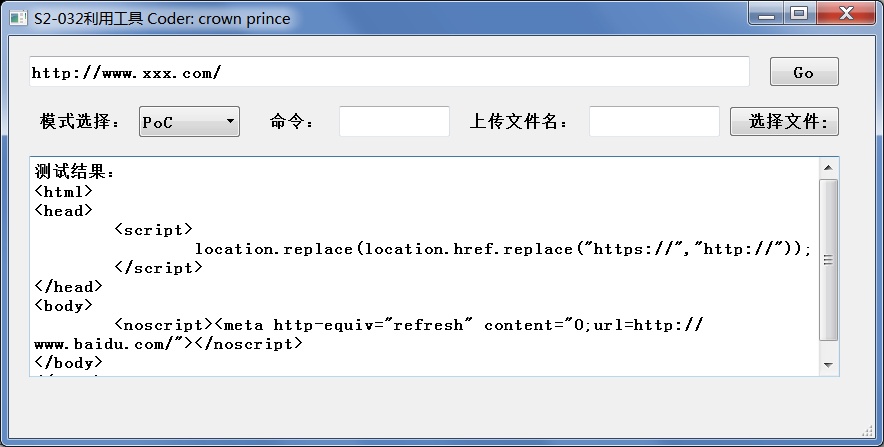 S2-032利用工具 Coder: crown prince
http://www.xxx.com/
Go
模式选择：
PoC
命令：
上传文件名：
选择文件:
测试结果：
<html>
<head>
<script>
location.replace(location.href.replace("https://","http://"));
</script>
</head>
<body>
<noscript><meta http-equiv="refresh" content="0;url=http://
www.baidu.com/"></noscript>
</body>